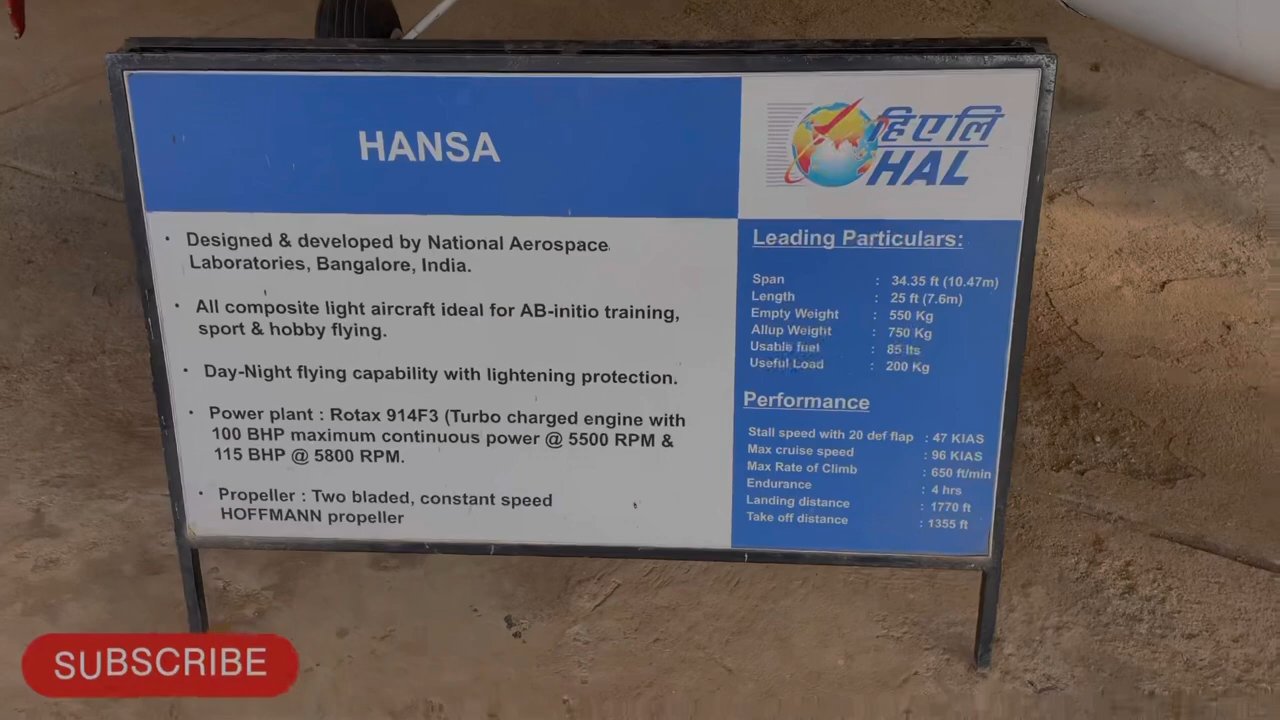 HANSA
हिएलि
HAL
• Designed & developed by National Aerospace
Laboratories, Bangalore, India.
• All composite light aircraft ideal for AB-initio training,
sport & hobby flying.
• Day-Night flying capability with lightening protection.
• Power plant : Rotax 914F3 (Turbo charged engine with
100 BHP maximum continuous power @ 5500 RPM &
115 BHP @ 5800 RPM.
• Propeller : Two bladed, constant speed
HOFFMANN propeller
Leading Particulars:
Span : 34.35 ft (10.47m)
Length : 25 ft (7.6m)
Empty Weight : 550 Kg
Allup Weight : 750 Kg
Usable fuel : 85 lts
Useful Load : 200 Kg
Performance
Stall speed with 20 def flap : 47 KIAS
Max cruise speed : 96 KIAS
Max Rate of Climb : 650 ft/min
Endurance : 4 hrs
Landing distance : 1770 ft
Take off distance : 1355 ft
SUBSCRIBE